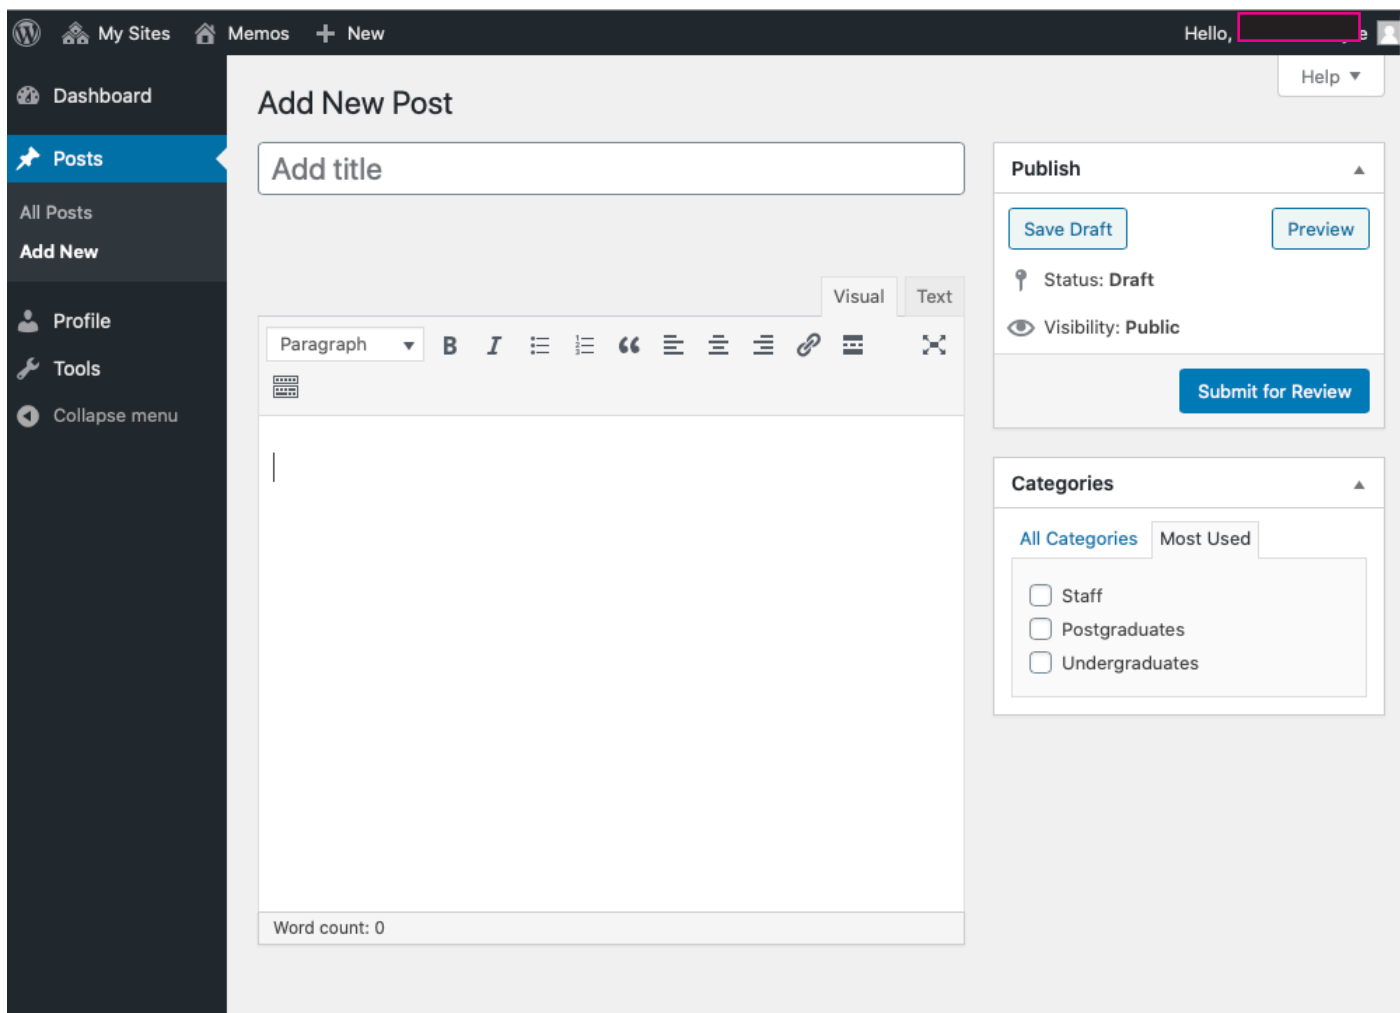 My Sites Memos New Hello,
Help
Dashboard
Add New Post
Posts
Add title
Publish
All Posts
Save Draft Preview
Add New
Status: Draft
Visual Text
Profile
Visibility: Public
Paragraph B I
Tools
Submit for Review
Collapse menu
Categories
All Categories Most Used
Staff
Postgraduates
Undergraduates
Word count: 0